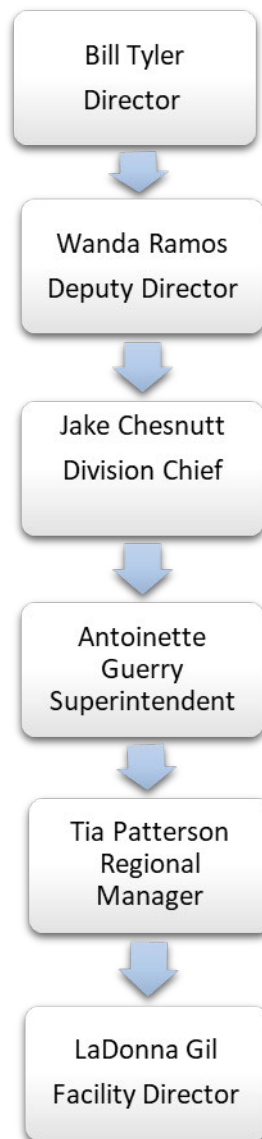 Bill Tyler
Director
Wanda Ramos
Deputy Director
Jake Chesnutt
Division Chief
Antoinette
Guerry
Superintendent
Tia Patterson
Regional
Manager
LaDonna Gil
Facility Director